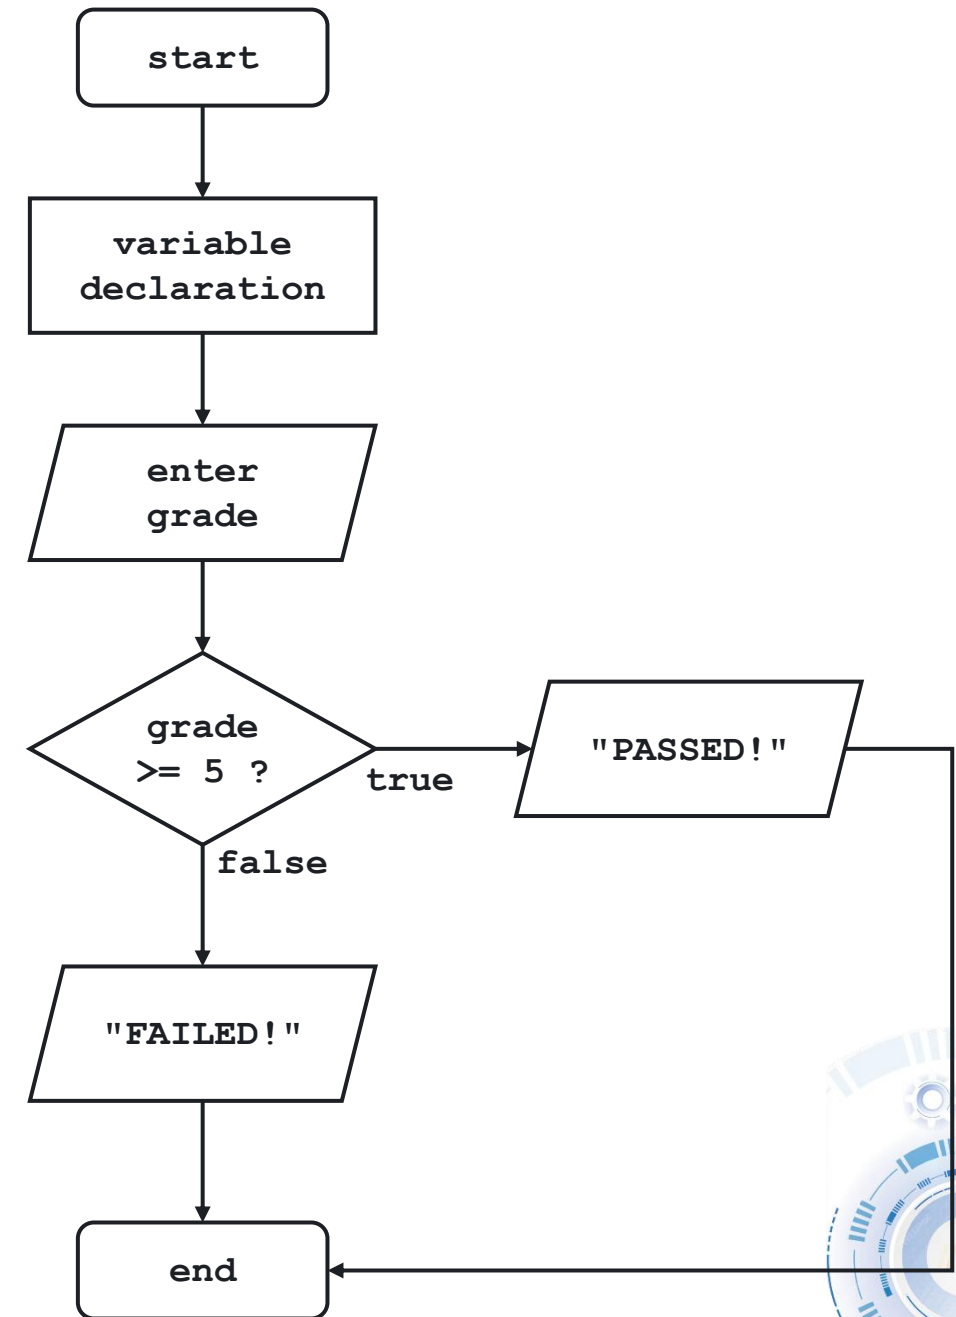 start
variable
declaration
enter
grade
grade
>= 5 ?
true
"PASSED!"
false
"FAILED!"
end